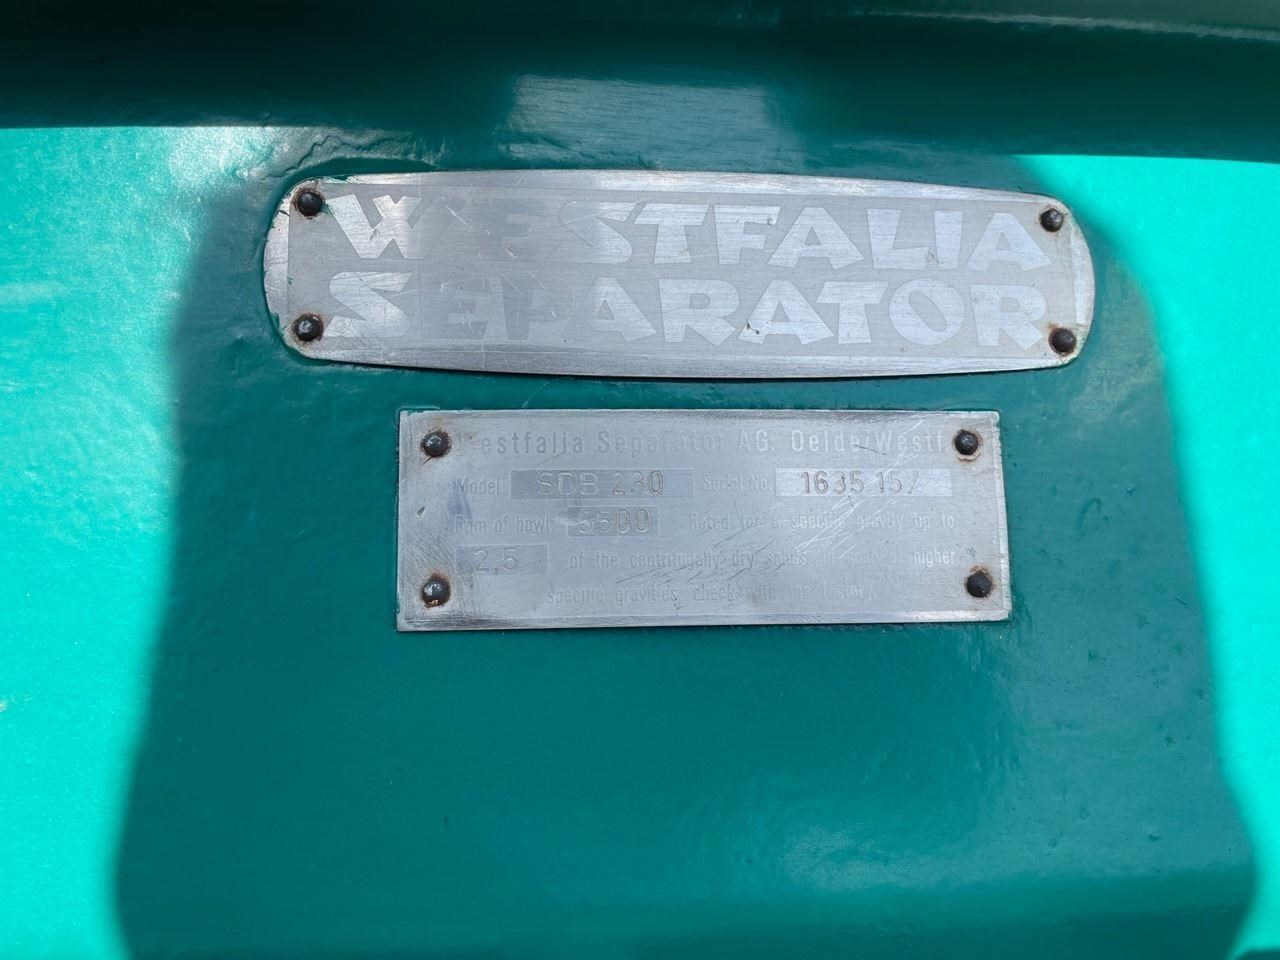 WESTFALIA
SEPARATOR
Westfalia Separator AG. Oelde/Westf
Model: SDB 230 Serial No. 1635 157
Rpm of bowl: 5500 Rated for a specific gravity up to
2,5 of the centrifugally dry solids. In case of higher
specific gravities, check with the factory.